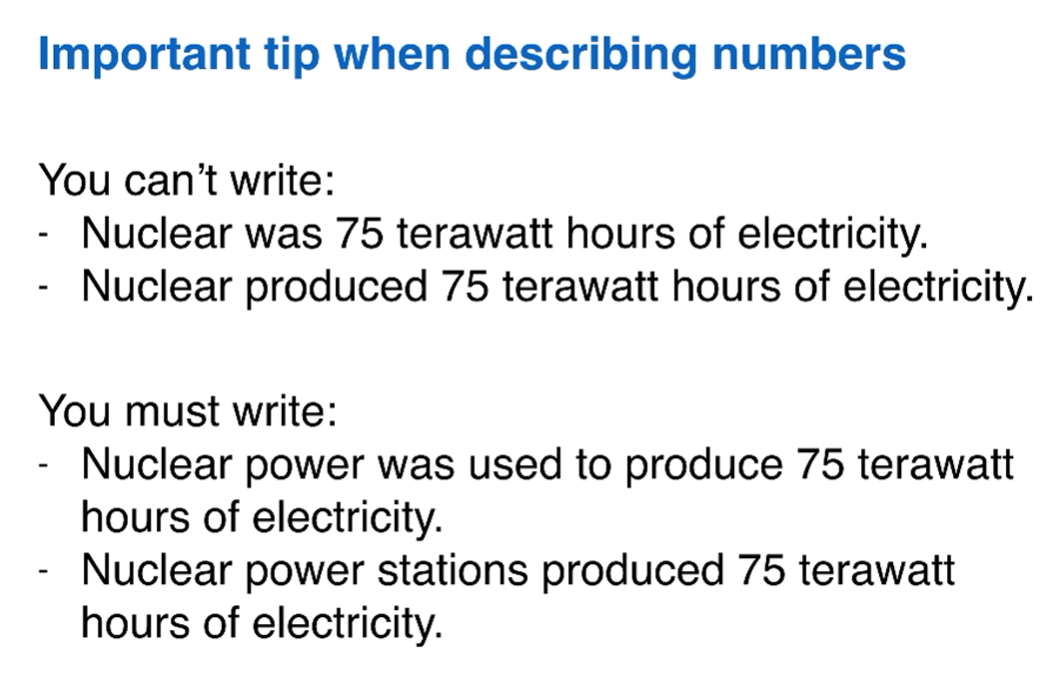 Important tip when describing numbers
You can’t write:
- Nuclear was 75 terawatt hours of electricity.
- Nuclear produced 75 terawatt hours of electricity.
You must write:
- Nuclear power was used to produce 75 terawatt
hours of electricity.
- Nuclear power stations produced 75 terawatt
hours of electricity.